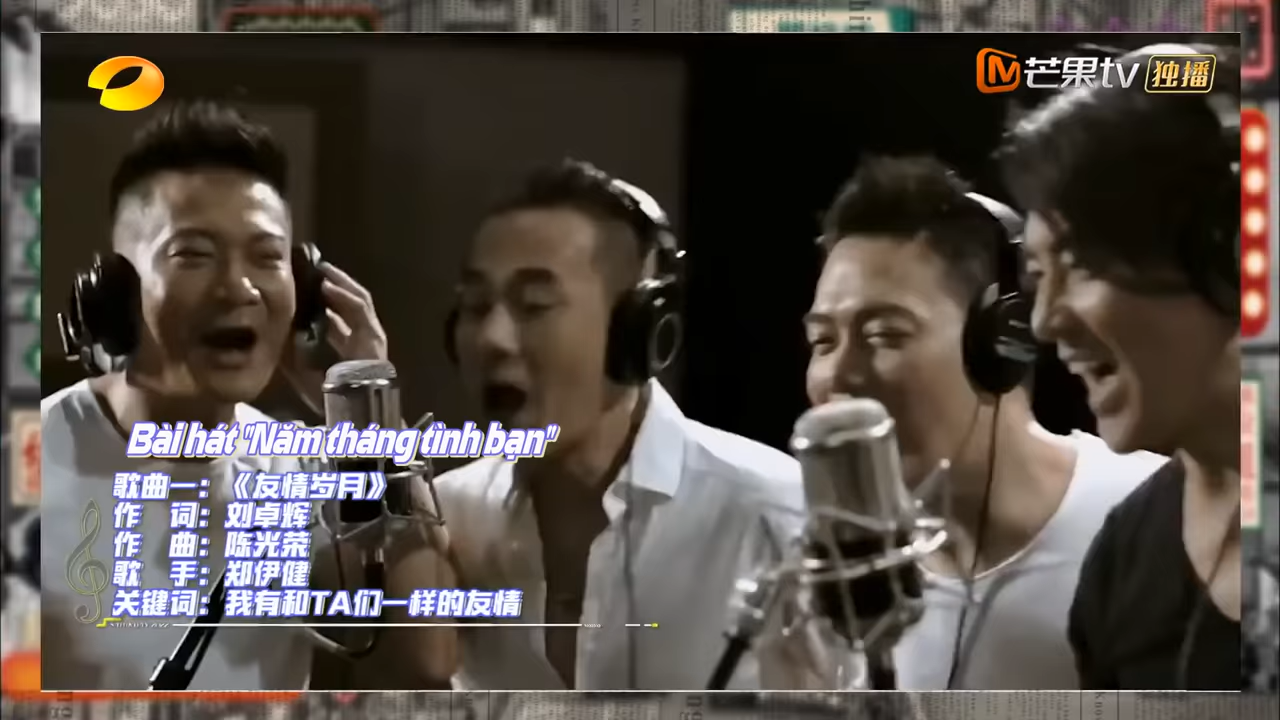 芒果tv 独播
Bài hát "Năm tháng tình bạn"
歌曲一：《友情岁月》
作 词：刘卓辉
作 曲：陈光荣
歌 手：郑伊健
关键词：我有和TA们一样的友情